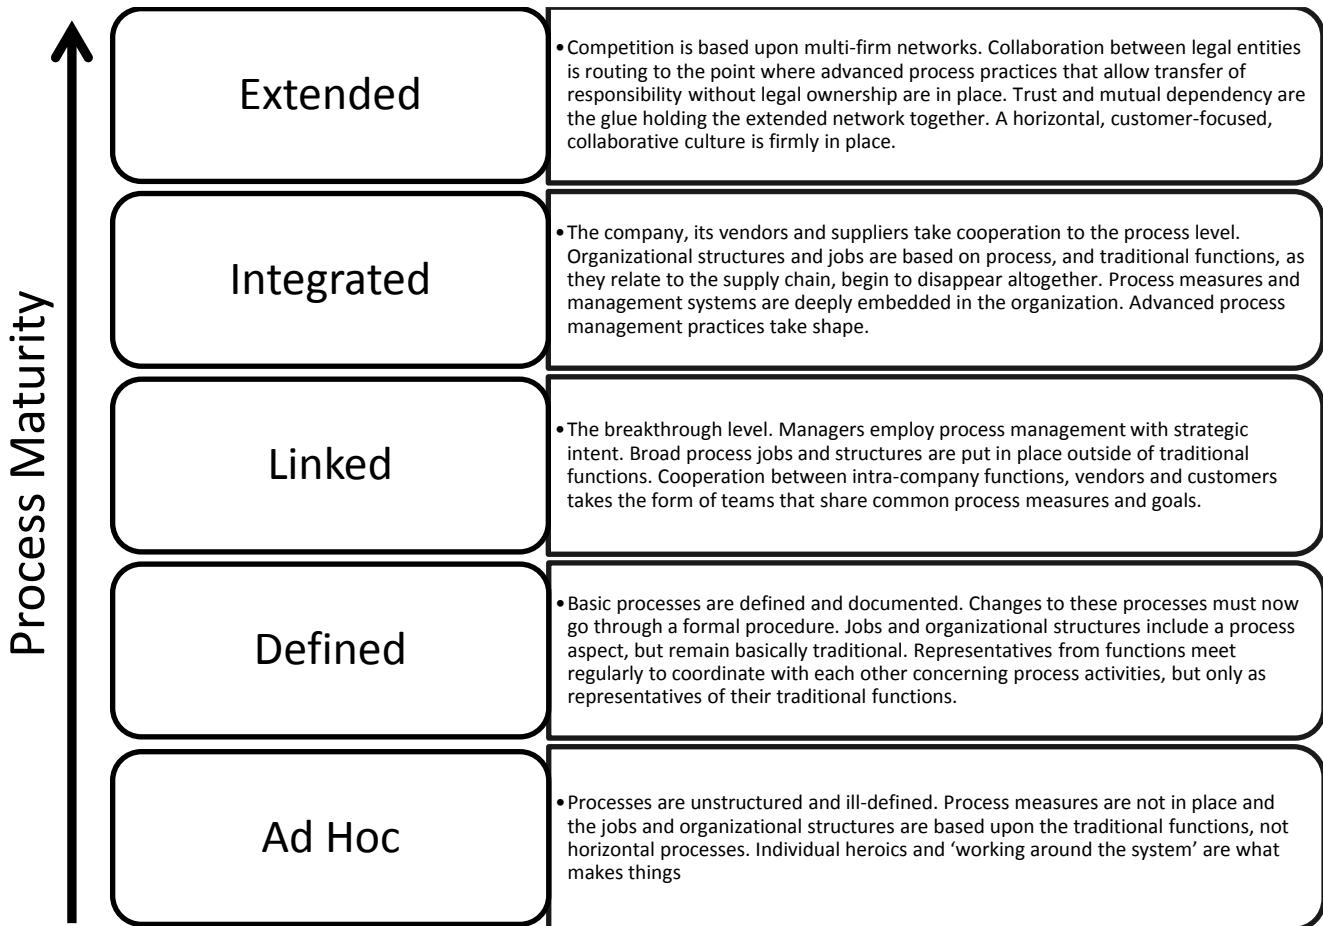 Process Maturity
Extended
•Competition is based upon multi-firm networks. Collaboration between legal entities
is routing to the point where advanced process practices that allow transfer of
responsibility without legal ownership are in place. Trust and mutual dependency are
the glue holding the extended network together. A horizontal, customer-focused,
collaborative culture is firmly in place.
Integrated
•The company, its vendors and suppliers take cooperation to the process level.
Organizational structures and jobs are based on process, and traditional functions, as
they relate to the supply chain, begin to disappear altogether. Process measures and
management systems are deeply embedded in the organization. Advanced process
management practices take shape.
Linked
•The breakthrough level. Managers employ process management with strategic
intent. Broad process jobs and structures are put in place outside of traditional
functions. Cooperation between intra-company functions, vendors and customers
takes the form of teams that share common process measures and goals.
Defined
•Basic processes are defined and documented. Changes to these processes must now
go through a formal procedure. Jobs and organizational structures include a process
aspect, but remain basically traditional. Representatives from functions meet
regularly to coordinate with each other concerning process activities, but only as
representatives of their traditional functions.
Ad Hoc
•Processes are unstructured and ill-defined. Process measures are not in place and
the jobs and organizational structures are based upon the traditional functions, not
horizontal processes. Individual heroics and ‘working around the system’ are what
makes things